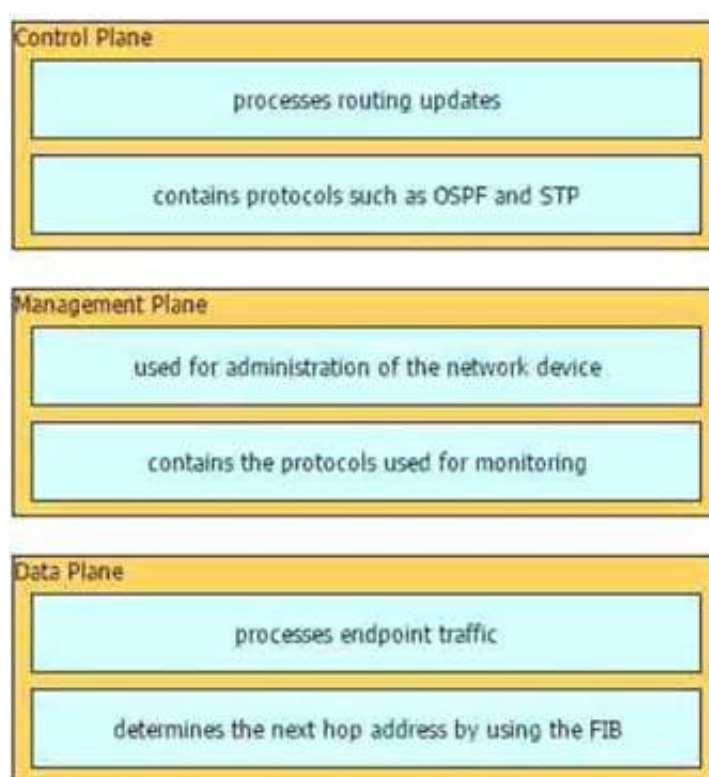 Control Plane
processes routing updates
contains protocols such as OSPF and STP
Management Plane
used for administration of the network device
contains the protocols used for monitoring
Data Plane
processes endpoint traffic
determines the next hop address by using the FIB